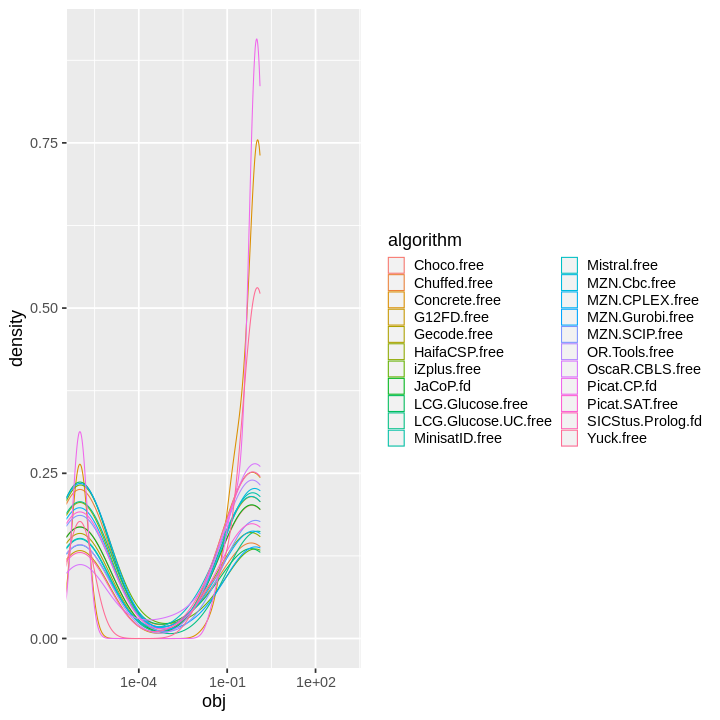 0.75
0.50
0.25
0.00
density
1e-04
1e-01
1e+02
obj
algorithm
Choco.free
Chuffed.free
Concrete.free
G12FD.free
Gecode.free
HaifaCSP.free
iZplus.free
JaCoP.fd
LCG.Glucose.free
LCG.Glucose.UC.free
MinisatID.free
Mistral.free
MZN.Cbc.free
MZN.CPLEX.free
MZN.Gurobi.free
MZN.SCIP.free
OR.Tools.free
OscaR.CBLS.free
Picat.CP.fd
Picat.SAT.free
SICStus.Prolog.fd
Yuck.free